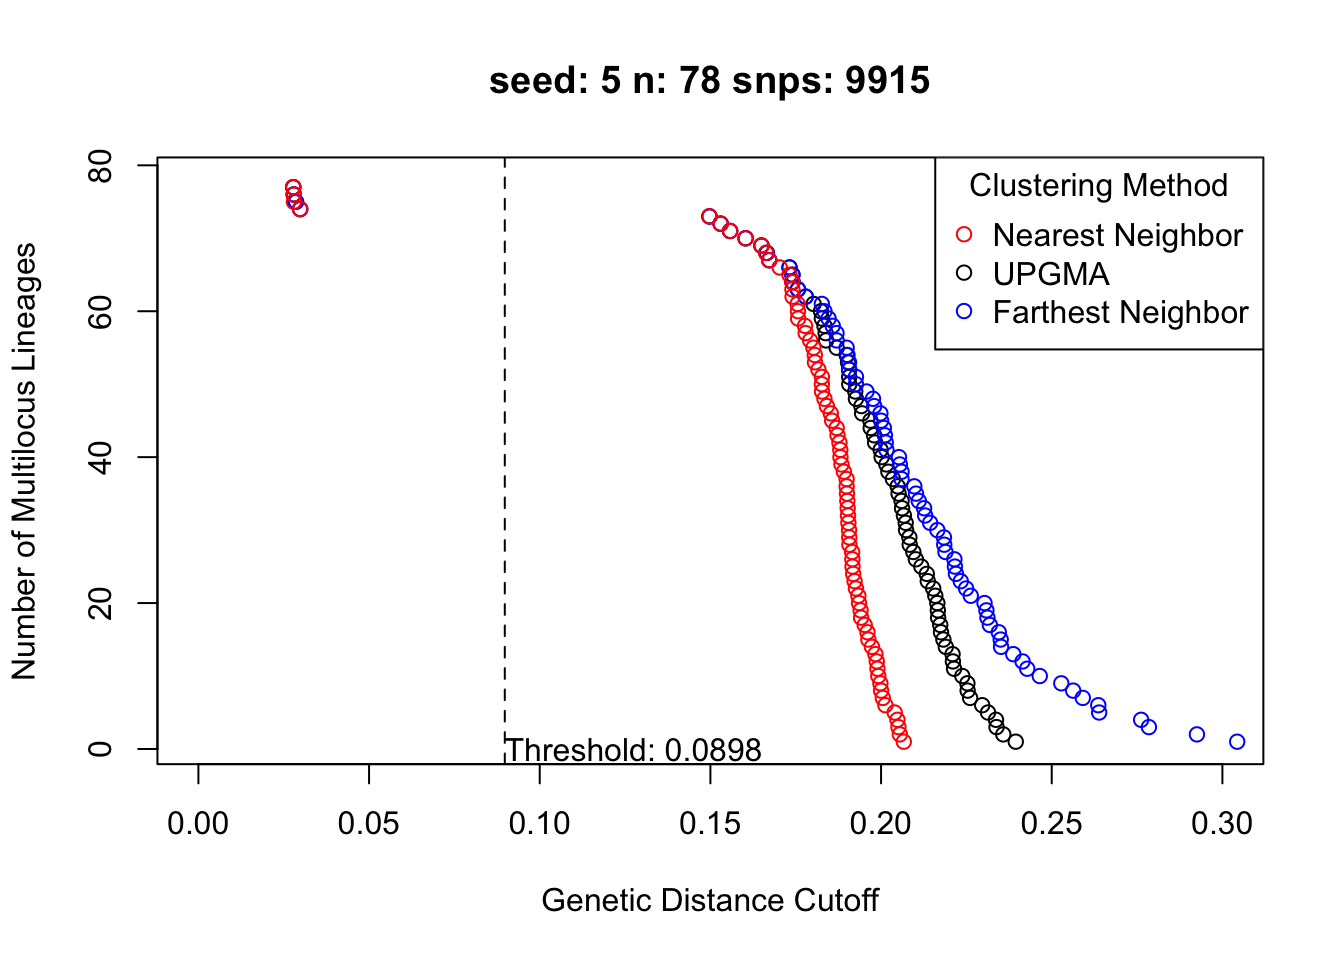 seed: 5 n: 78 snps: 9915
Number of Multilocus Lineages
80
60
40
20
0
Clustering Method
Nearest Neighbor
UPGMA
Farthest Neighbor
Threshold: 0.0898
0.00 0.05 0.10 0.15 0.20 0.25 0.30
Genetic Distance Cutoff